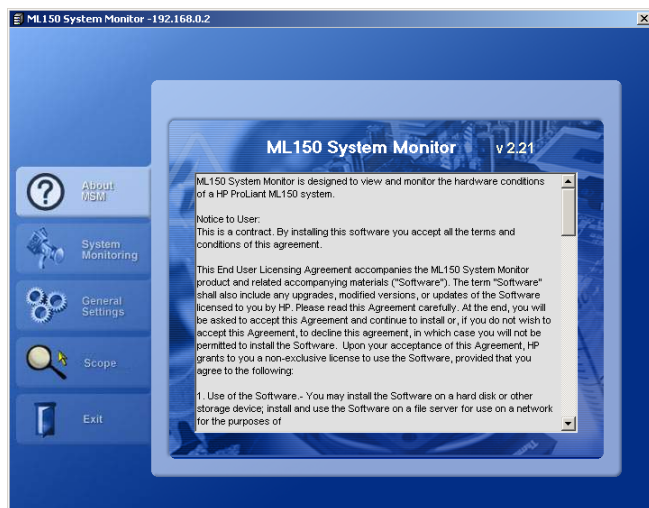 ML150 System Monitor -192.168.0.2
About
MSM
System
Monitoring
General
Settings
Scope
Exit
ML150 System Monitor v 2.21
ML150 System Monitor is designed to view and monitor the hardware conditions
of a HP ProLiant ML150 system.
Notice to User:
This is a contract. By installing this software you accept all the terms and
conditions of this agreement.
This End User Licensing Agreement accompanies the ML150 System Monitor
product and related accompanying materials ("Software"). The term "Software"
shall also include any upgrades, modified versions, or updates of the Software
licensed to you by HP. Please read this Agreement carefully. At the end, you will
be asked to accept this Agreement and continue to install or, if you do not wish to
accept this Agreement, to decline this agreement, in which case you will not be
permitted to install the Software. Upon your acceptance of this Agreement, HP
grants to you a non-exclusive license to use the Software, provided that you
agree to the following:
1. Use of the Software.- You may install the Software on a hard disk or other
storage device; install and use the Software on a file server for use on a network
for the purposes of